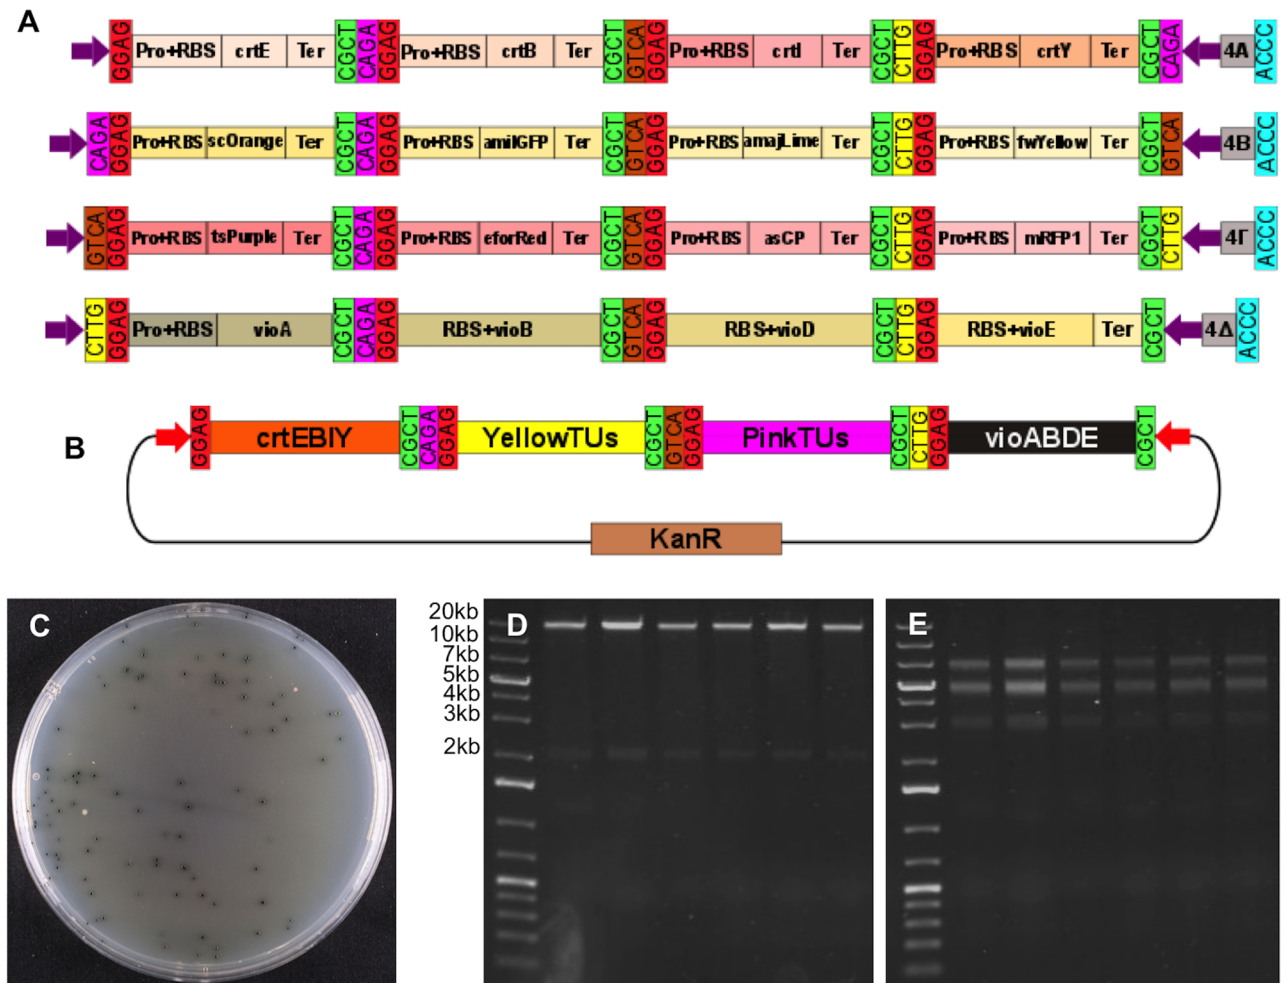 A
GGAG Pro+RBS crtE Ter CGCT CAGA GGAG Pro+RBS crtB Ter CGCT GTCA GGAG Pro+RBS crtI Ter CGCT CTTG GGAG Pro+RBS crtY Ter CGCT CAGA 4A ACCC
CAGA GGAG Pro+RBS scOrange Ter CGCT CAGA GGAG Pro+RBS amilGFP Ter CGCT GTCA GGAG Pro+RBS amajLime Ter CGCT CTTG GGAG Pro+RBS fwYellow Ter CGCT GTCA 4B ACCC
GTCA GGAG Pro+RBS tsPurple Ter CGCT CAGA GGAG Pro+RBS eforRed Ter CGCT GTCA GGAG Pro+RBS asCP Ter CGCT CTTG GGAG Pro+RBS mRFP1 Ter CGCT CTTG 4Γ ACCC
CTTG GGAG Pro+RBS vioA CGCT CAGA GGAG RBS+vioB CGCT GTCA GGAG RBS+vioD CGCT CTTG GGAG RBS+vioE Ter CGCT 4Δ ACCC
B
GGAG crtEBIY CGCT CAGA GGAG YellowTUs CGCT GTCA GGAG PinkTUs CGCT CTTG GGAG vioABDE CGCT
KanR
C
20kb
10kb
7kb
5kb
4kb
3kb
2kb
D
E